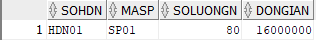 SOHDN MASP SOLUONGN DONGIAN
1 HDN01 SP01 80 16000000